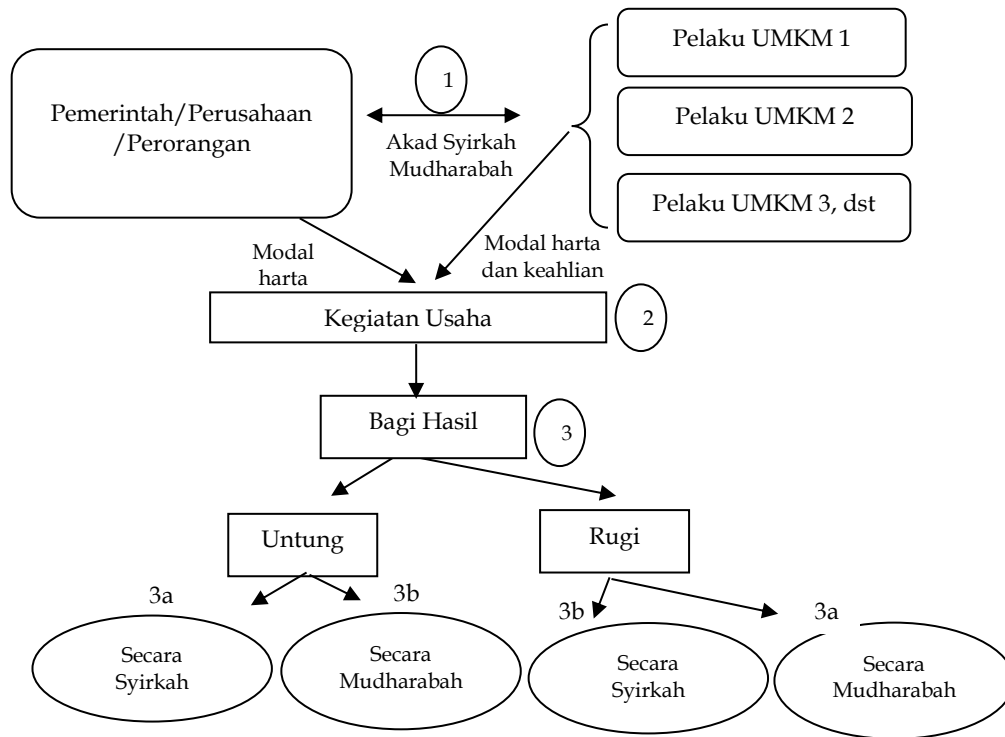 Pelaku UMKM 1
1
Pemerintah/Perusahaan
/Perorangan
Akad Syirkah
Mudharabah
Pelaku UMKM 2
Pelaku UMKM 3, dst
Modal
harta
Modal harta
dan keahlian
Kegiatan Usaha
2
Bagi Hasil
3
Untung
Rugi
3a
3b
3b
3a
Secara
Syirkah
Secara
Mudharabah
Secara
Syirkah
Secara
Mudharabah